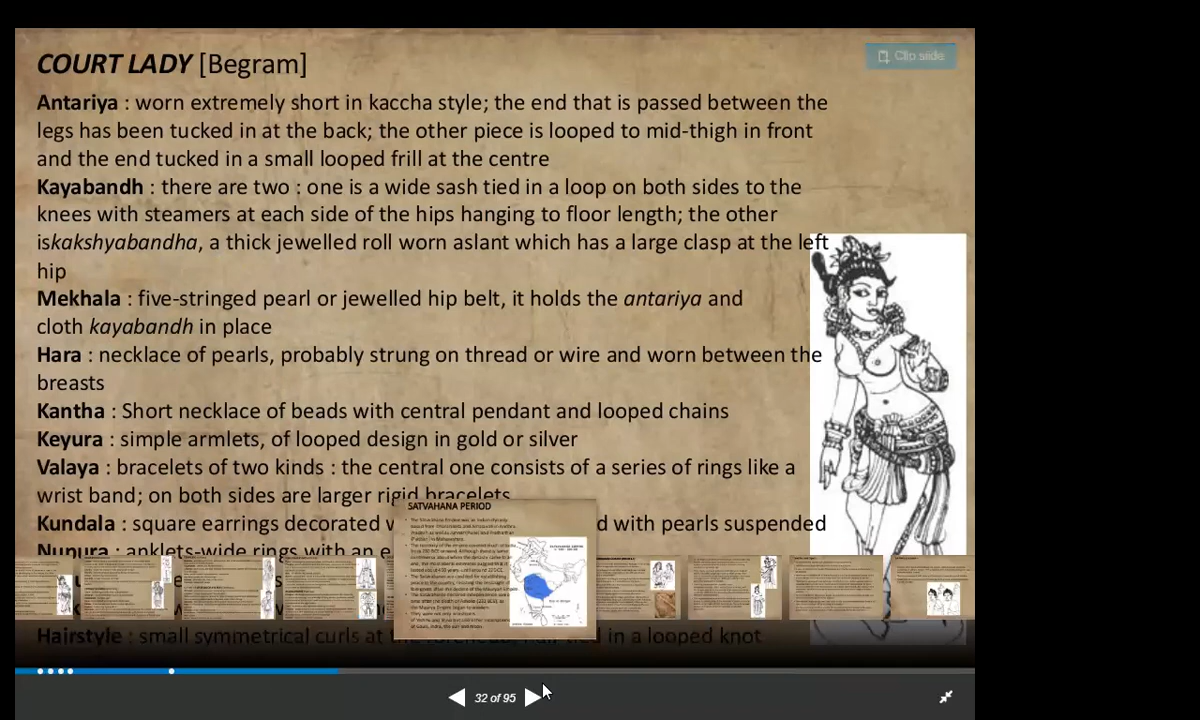 COURT LADY [Begram]
Clip slide
Antariya : worn extremely short in kaccha style; the end that is passed between the
legs has been tucked in at the back; the other piece is looped to mid-thigh in front
and the end tucked in a small looped frill at the centre
Kayabandh : there are two : one is a wide sash tied in a loop on both sides to the
knees with steamers at each side of the hips hanging to floor length; the other
iskakshyabandha, a thick jewelled roll worn aslant which has a large clasp at the left
hip
Mekhala : five-stringed pearl or jewelled hip belt, it holds the antariya and
cloth kayabandh in place
Hara : necklace of pearls, probably strung on thread or wire and worn between the
breasts
Kantha : Short necklace of beads with central pendant and looped chains
Keyura : simple armlets, of looped design in gold or silver
Valaya : bracelets of two kinds : the central one consists of a series of rings like a
wrist band; on both sides are larger rigid bracelets
Kundala : square earrings decorated with pearls suspended
Nupura : anklets-wide rings with an
SATVAHANA PERIOD
Hairstyle : small symmetrical curls at in a looped knot
32 of 95